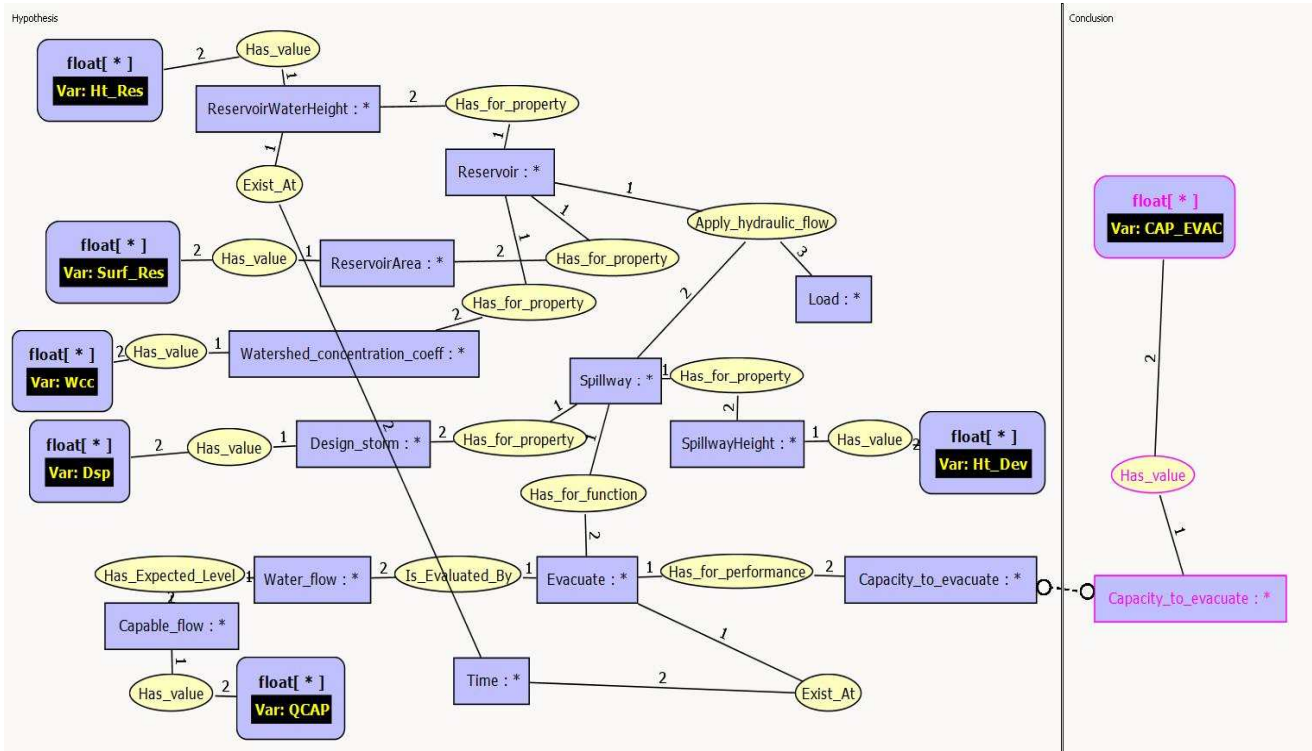 Hypothesis
Conclusion
float[ * ]
Var: Ht_Res
2
Has_value
1
ReservoirWaterHeight : *
2
Has_for_property
1
1
Exist_At
Reservoir : *
1
1
1
Apply_hydraulic_flow
float[ * ]
Var: CAP_EVAC
float[ * ]
Var: Surf_Res
2
Has_value
1
ReservoirArea : *
2
Has_for_property
3
2
Load : *
Has_for_property
2
float[ * ]
Var: Wcc
2
Has_value
1
Watershed_concentration_coeff : *
2
Spillway : *
1
Has_for_property
2
float[ * ]
Var: Dsp
2
Has_value
1
Design_storm : *
2
2
Has_for_property
1
1
SpillwayHeight : *
1
Has_value
2
float[ * ]
Var: Ht_Dev
Has_value
1
Has_for_function
2
Has_Expected_Level
1
Water_flow : *
2
Is_Evaluated_By
1
Evacuate : *
1
Has_for_performance
2
Capacity_to_evacuate : *
Capacity_to_evacuate : *
2
Capable_flow : *
1
1
Has_value
2
float[ * ]
Var: QCAP
Time : *
2
Exist_At